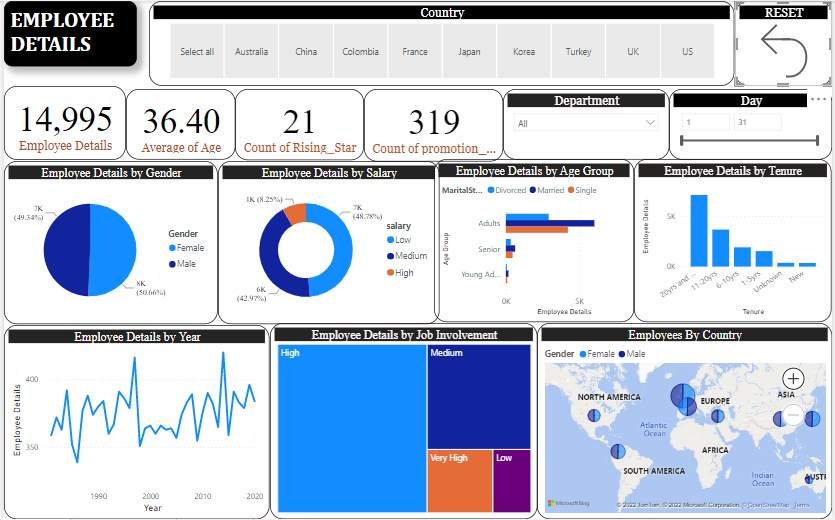 EMPLOYEE
DETAILS
Country
Select all
Australia
China
Colombia
France
Japan
Korea
Turkey
UK
US
RESET
14,995
Employee Details
36.40
Average of Age
21
Count of Rising_Star
319
Count of promotion_...
Department
All
Day
1
31
Employee Details by Gender
7K
(49.34%)
8K
(50.66%)
Gender
Female
Male
Employee Details by Salary
1K (8.25%)
7K
(48.78%)
6K
(42.97%)
salary
Low
Medium
High
Employee Details by Age Group
MaritalSt... Divorced Married Single
Age Group
Adults
Senior
Young Ad...
0K
5K
Employee Details
Employee Details by Tenure
Employee Details
5K
0K
20yrs and ...
11-20yrs
6-10yrs
1-5yrs
Unknown
New
Tenure
Employee Details by Year
Employee Details
400
350
1990
2000
2010
2020
Year
Employee Details by Job Involvement
High
Medium
Very High
Low
Employees By Country
Gender Female Male
NORTH AMERICA
EUROPE
ASIA
Atlantic
Ocean
AFRICA
SOUTH AMERICA
Indian
Ocean
AUST
Microsoft Bing
© 2022 TomTom, © 2022 Microsoft Corporation, © OpenStreetMap Terms